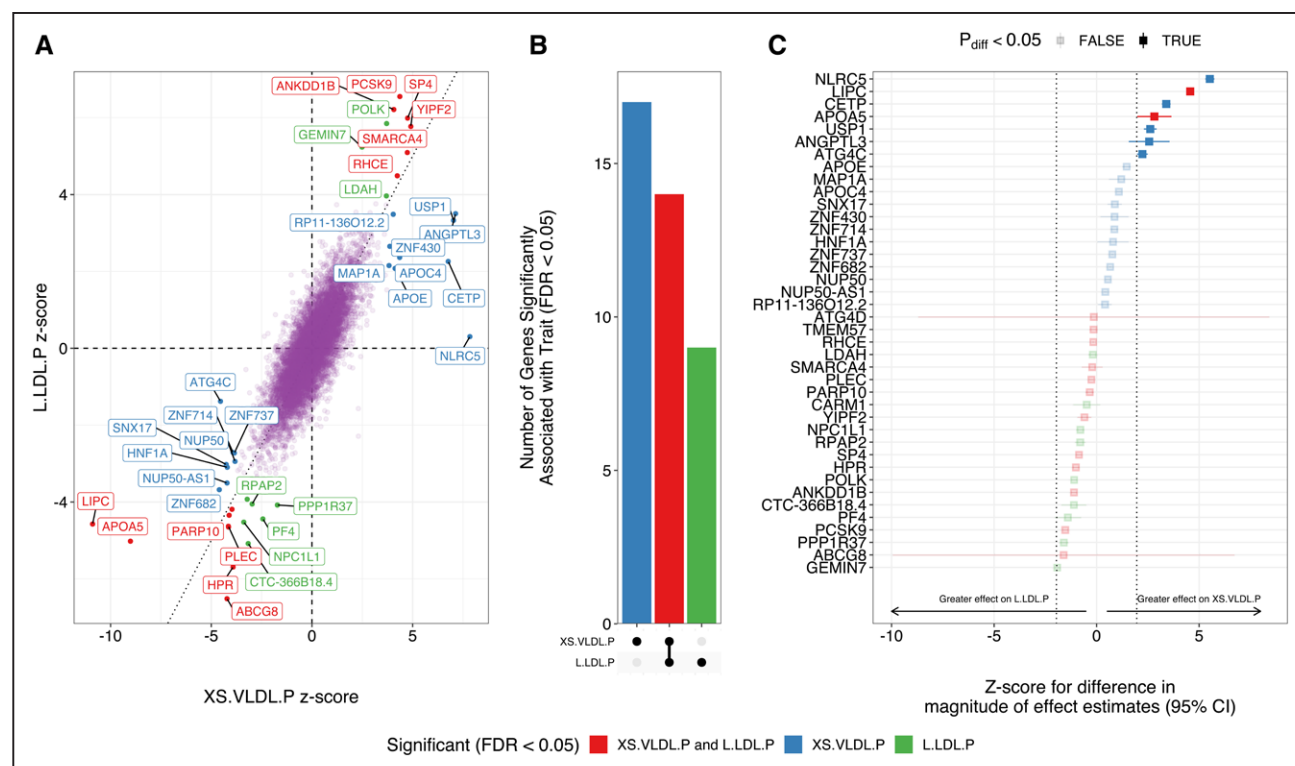 A
L.LDL.P z-score
4
0
-4
-10
-5
0
5
XS.VLDL.P z-score
ANKDD1B
PCSK9
SP4
POLK
YIPF2
GEMIN7
SMARCA4
RHCE
LDAH
USP1
RP11-136O12.2
ANGPTL3
ZNF430
MAP1A
APOC4
APOE
CETP
NLRC5
ATG4C
ZNF714
ZNF737
SNX17
NUP50
HNF1A
NUP50-AS1
RPAP2
ZNF682
PPP1R37
LIPC
APOA5
PARP10
PF4
PLEC
NPC1L1
HPR
CTC-366B18.4
ABCG8
B
Number of Genes Significantly
Associated with Trait (FDR < 0.05)
15
10
5
0
XS.VLDL.P
L.LDL.P
C
Pdiff < 0.05 FALSE TRUE
NLRC5
LIPC
CETP
APOA5
USP1
ANGPTL3
ATG4C
APOE
MAP1A
APOC4
SNX17
ZNF430
ZNF714
HNF1A
ZNF737
ZNF682
NUP50
NUP50-AS1
RP11-136O12.2
ATG4D
TMEM57
RHCE
LDAH
SMARCA4
PLEC
PARP10
CARM1
YIPF2
NPC1L1
RPAP2
SP4
HPR
POLK
ANKDD1B
CTC-366B18.4
PF4
PCSK9
PPP1R37
ABCG8
GEMIN7
Greater effect on L.LDL.P
Greater effect on XS.VLDL.P
-10
-5
0
5
Z-score for difference in
magnitude of effect estimates (95% CI)
Significant (FDR < 0.05) XS.VLDL.P and L.LDL.P XS.VLDL.P L.LDL.P